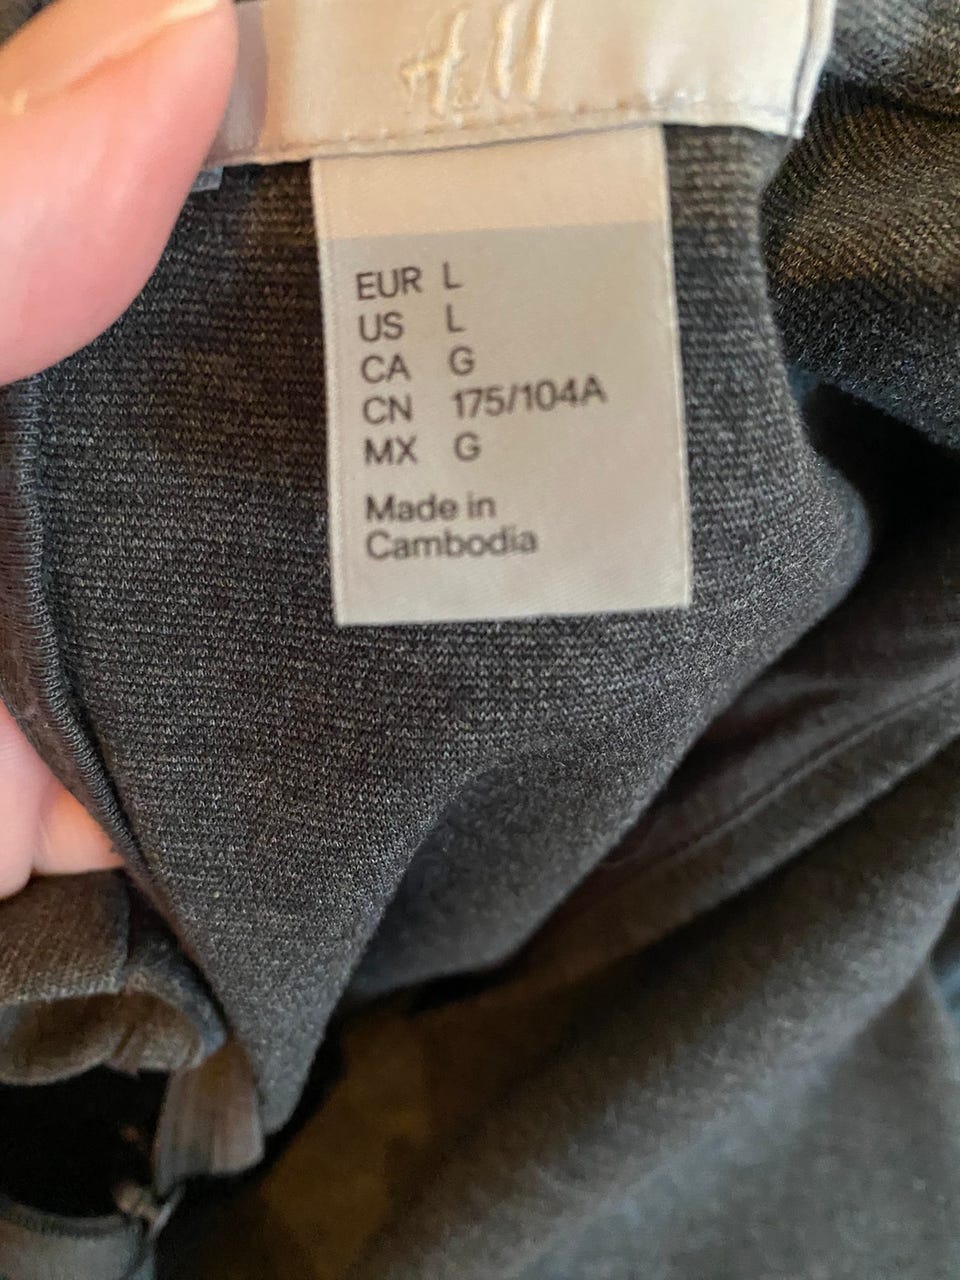 EUR L
US L
CA G
CN 175/104A
MX G
Made in
Cambodia